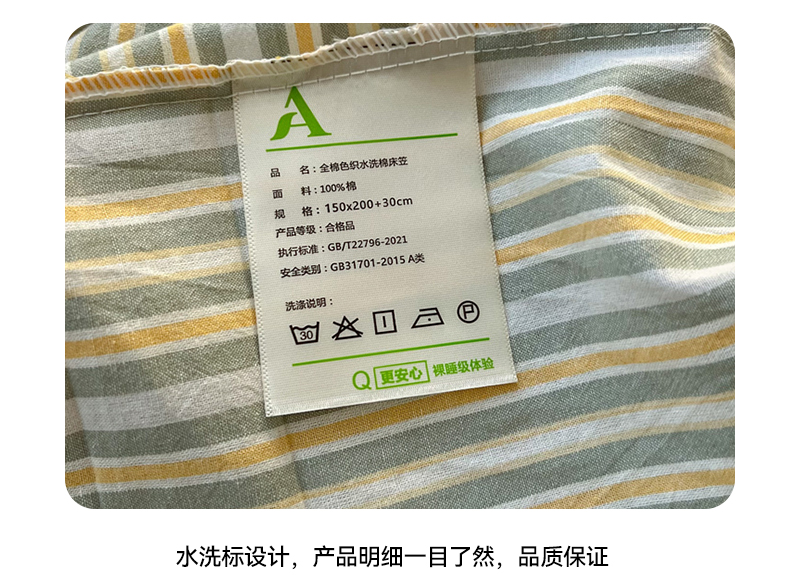 A
品 名：全棉色织水洗棉床笠
面 料：100%棉
规 格：150x200+30cm
产品等级：合格品
执行标准：GB/T22796-2021
安全类别：GB31701-2015 A类
洗涤说明：
30 P
Q 更安心 裸睡级体验
水洗标设计，产品明细一目了然，品质保证